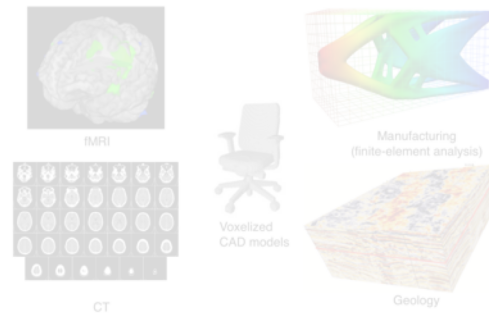 fMRI
Manufacturing
(finite-element analysis)
Voxelized
CAD models
CT
Geology